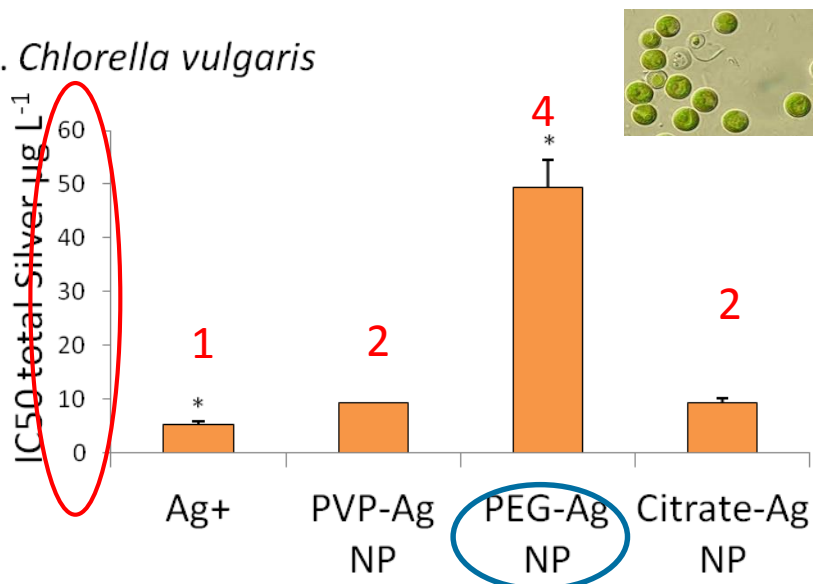 . Chlorella vulgaris
IC50 total Silver µg L-1
60
50
40
30
20
10
0
1
*
2
4
*
2
Ag+
PVP-Ag
NP
PEG-Ag
NP
Citrate-Ag
NP